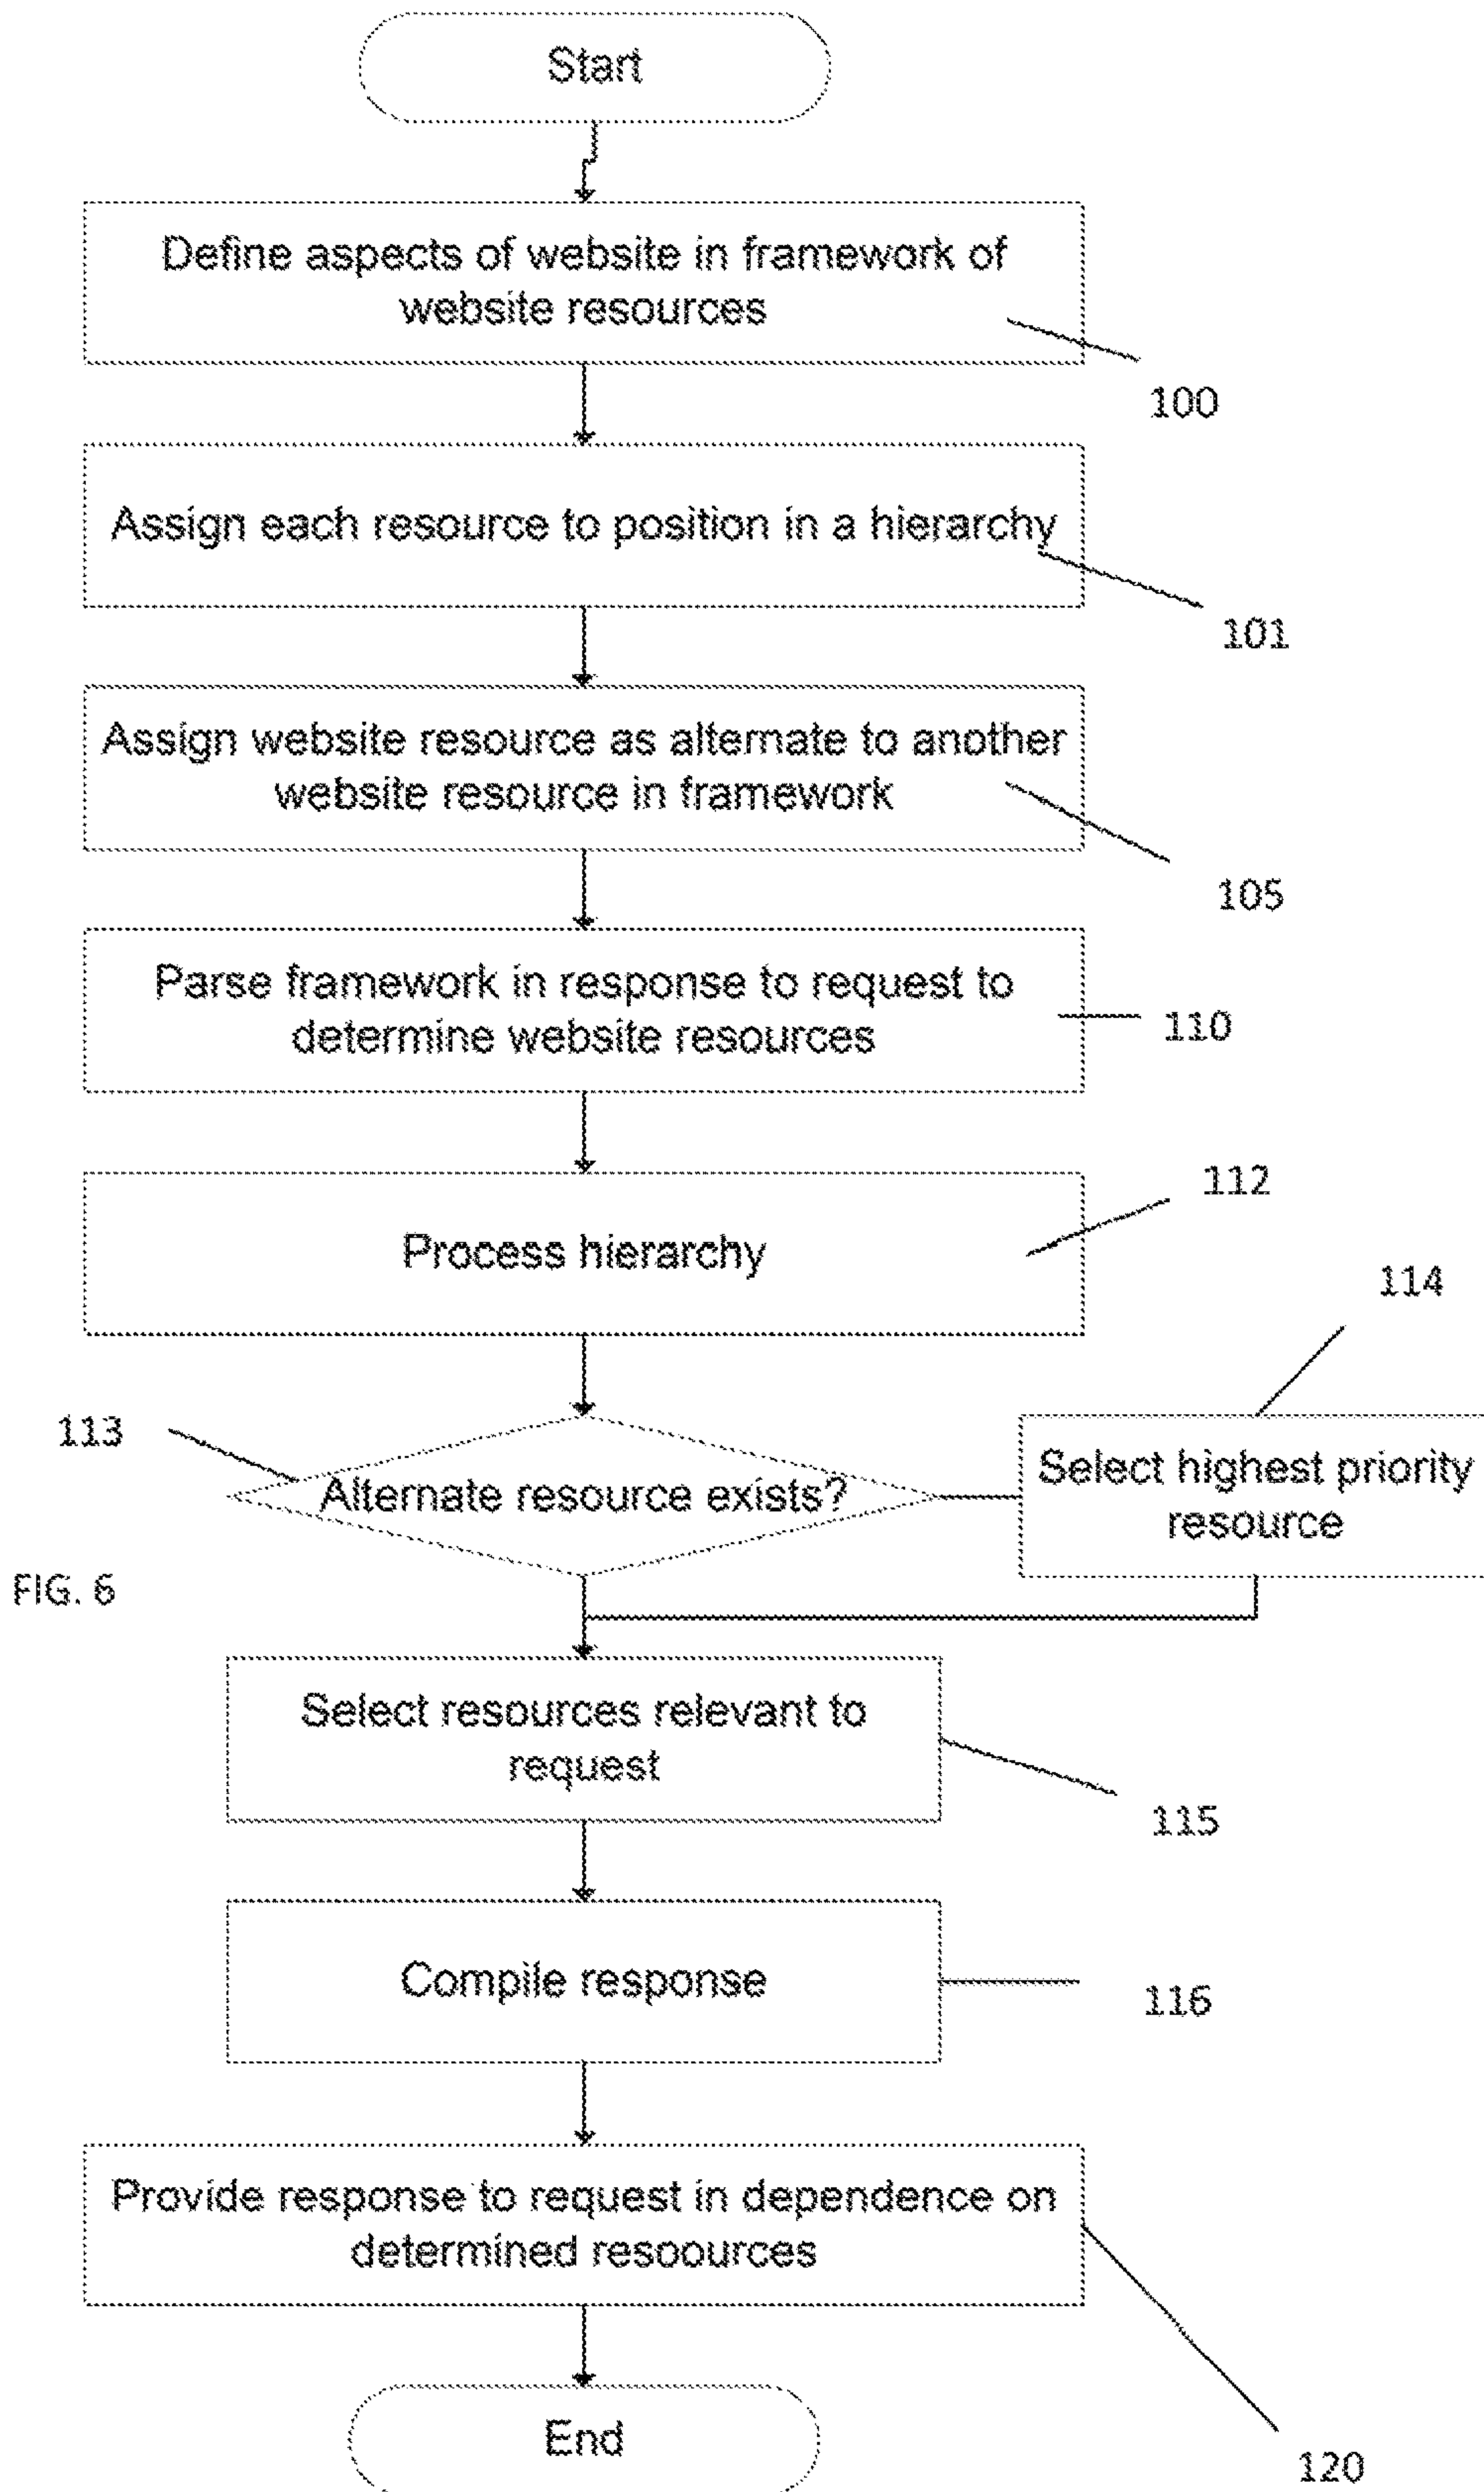 Start
Define aspects of website in framework of
website resources
100
Assign each resource to position in a hierarchy
101
Assign website resource as alternate to another
website resource in framework
105
Parse framework in response to request to
determine website resources
110
Process hierarchy
112
113
Alternate resource exists?
114
Select highest priority
resource
FIG. 6
Select resources relevant to
request
115
Compile response
116
Provide response to request in dependence on
determined resoources
120
End